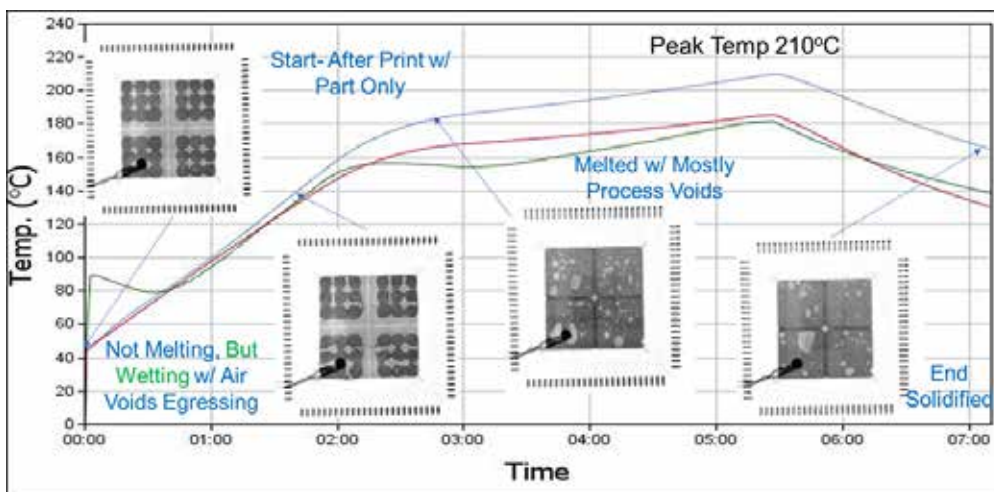 240
220
200
180
160
140
120
100
80
60
40
20
0
Temp. (°C)
Peak Temp 210°C
Start- After Print w/
Part Only
Melted w/ Mostly
Process Voids
Not Melting, But
Wetting w/ Air
Voids Egressing
End
Solidified
00:00
01:00
02:00
03:00
04:00
05:00
06:00
07:00
Time